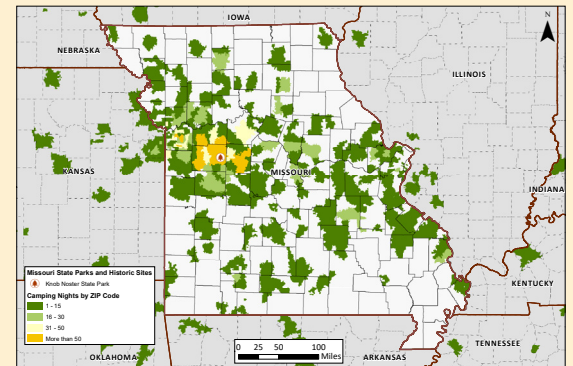 IOWA
N
NEBRASKA
ILLINOIS
KANSAS
MISSOURI
INDIANA
Missouri State Parks and Historic Sites
Knob Noster State Park
Camping Nights by ZIP Code
1 - 15
16 - 30
31 - 50
More than 50
KENTUCKY
0 25 50 100
Miles
TENNESSEE
OKLAHOMA
ARKANSAS